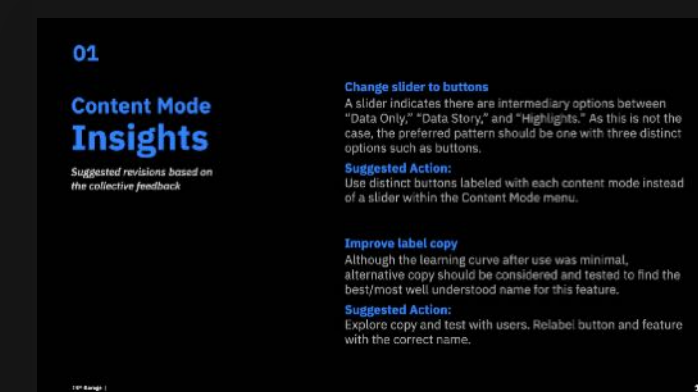 01
Content Mode
Insights
Suggested revisions based on
the collective feedback
Change slider to buttons
A slider indicates there are intermediary options between
“Data Only,” “Data Story,” and “Highlights.” As this is not the
case, the preferred pattern should be one with three distinct
options such as buttons.
Suggested Action:
Use distinct buttons labeled with each content mode instead
of a slider within the Content Mode menu.
Improve label copy
Although the learning curve after use was minimal,
alternative copy should be considered and tested to find the
best/most well understood name for this feature.
Suggested Action:
Explore copy and test with users. Relabel button and feature
with the correct name.
Garage |